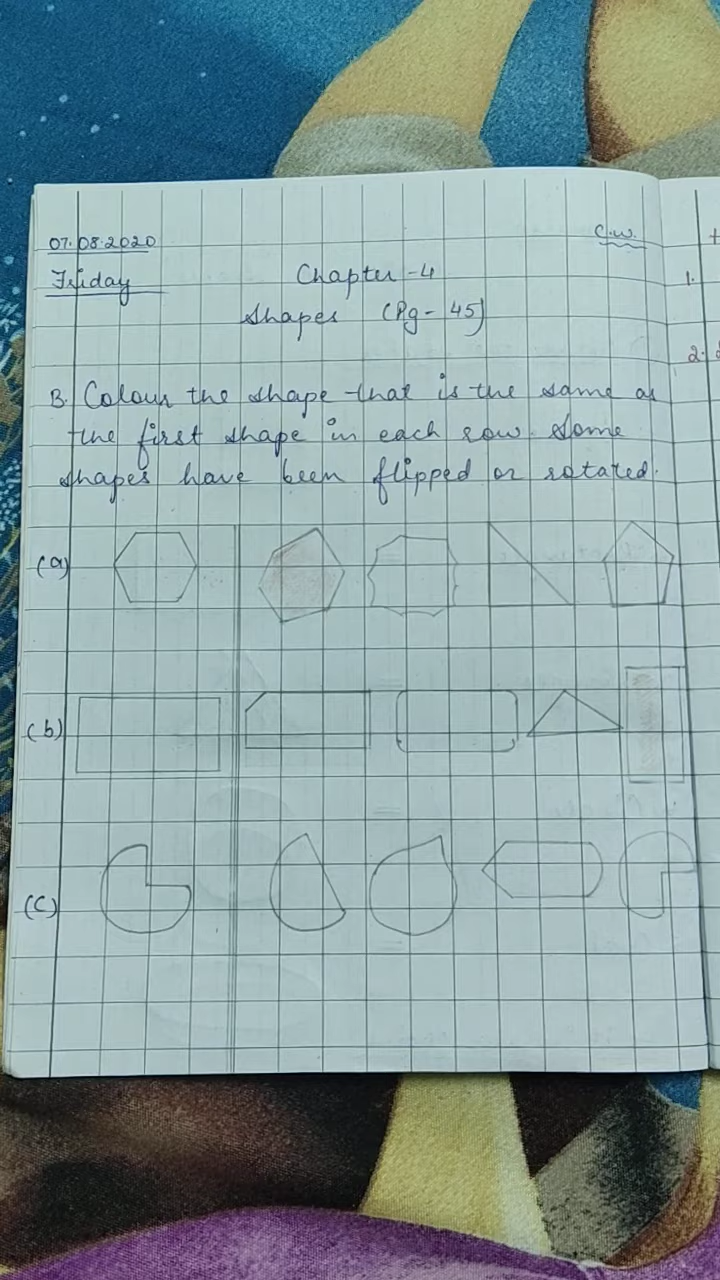 07.08.2020
C.W.
Friday
Chapter-4
Shapes (Pg-45)
B. Colour the shape that is the same as
the first shape in each row. Some
shapes have been flipped or rotated.
(a)
(b)
(c)
1.
2.